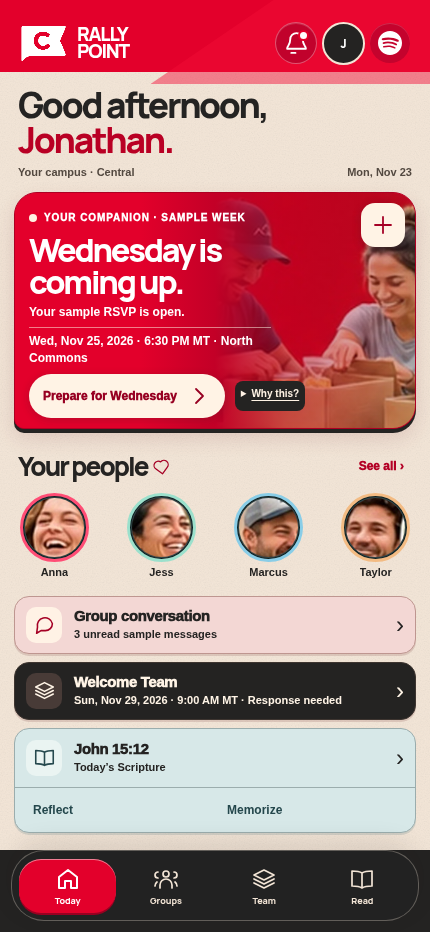 C RALLY
POINT
J
Good afternoon,
Jonathan.
Your campus · Central
Mon, Nov 23
YOUR COMPANION · SAMPLE WEEK
Wednesday is
coming up.
Your sample RSVP is open.
Wed, Nov 25, 2026 · 6:30 PM MT · North
Commons
Prepare for Wednesday
Why this?
Your people
See all ›
Anna
Jess
Marcus
Taylor
Group conversation
3 unread sample messages
Welcome Team
Sun, Nov 29, 2026 · 9:00 AM MT · Response needed
John 15:12
Today's Scripture
Reflect
Memorize
Today
Groups
Team
Read